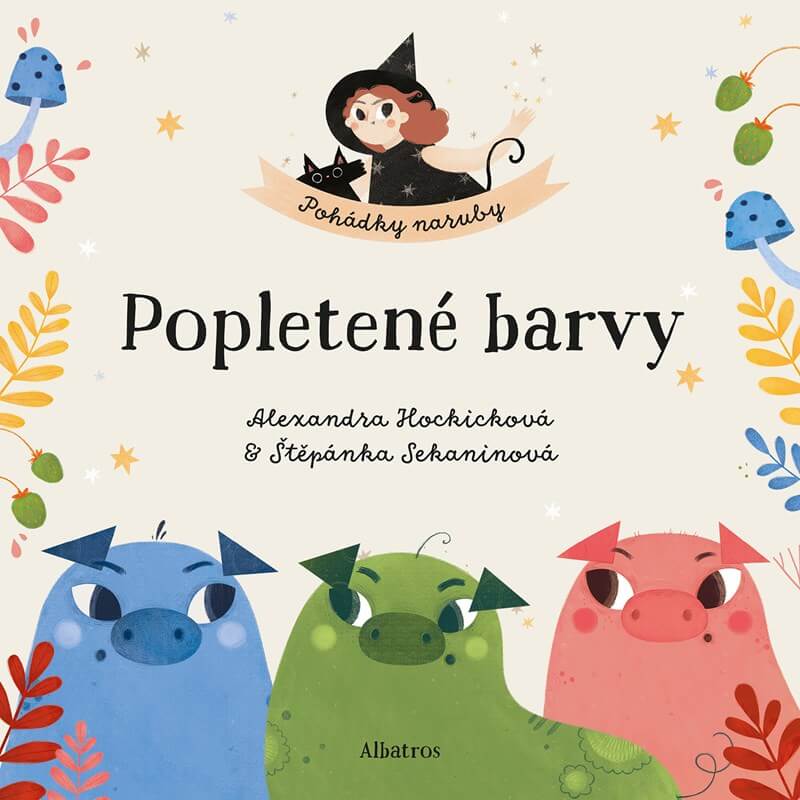 Pohádky naruby
Popletené barvy
Alexandra Hockicková
& Štěpánka Sekaninová
Albatros